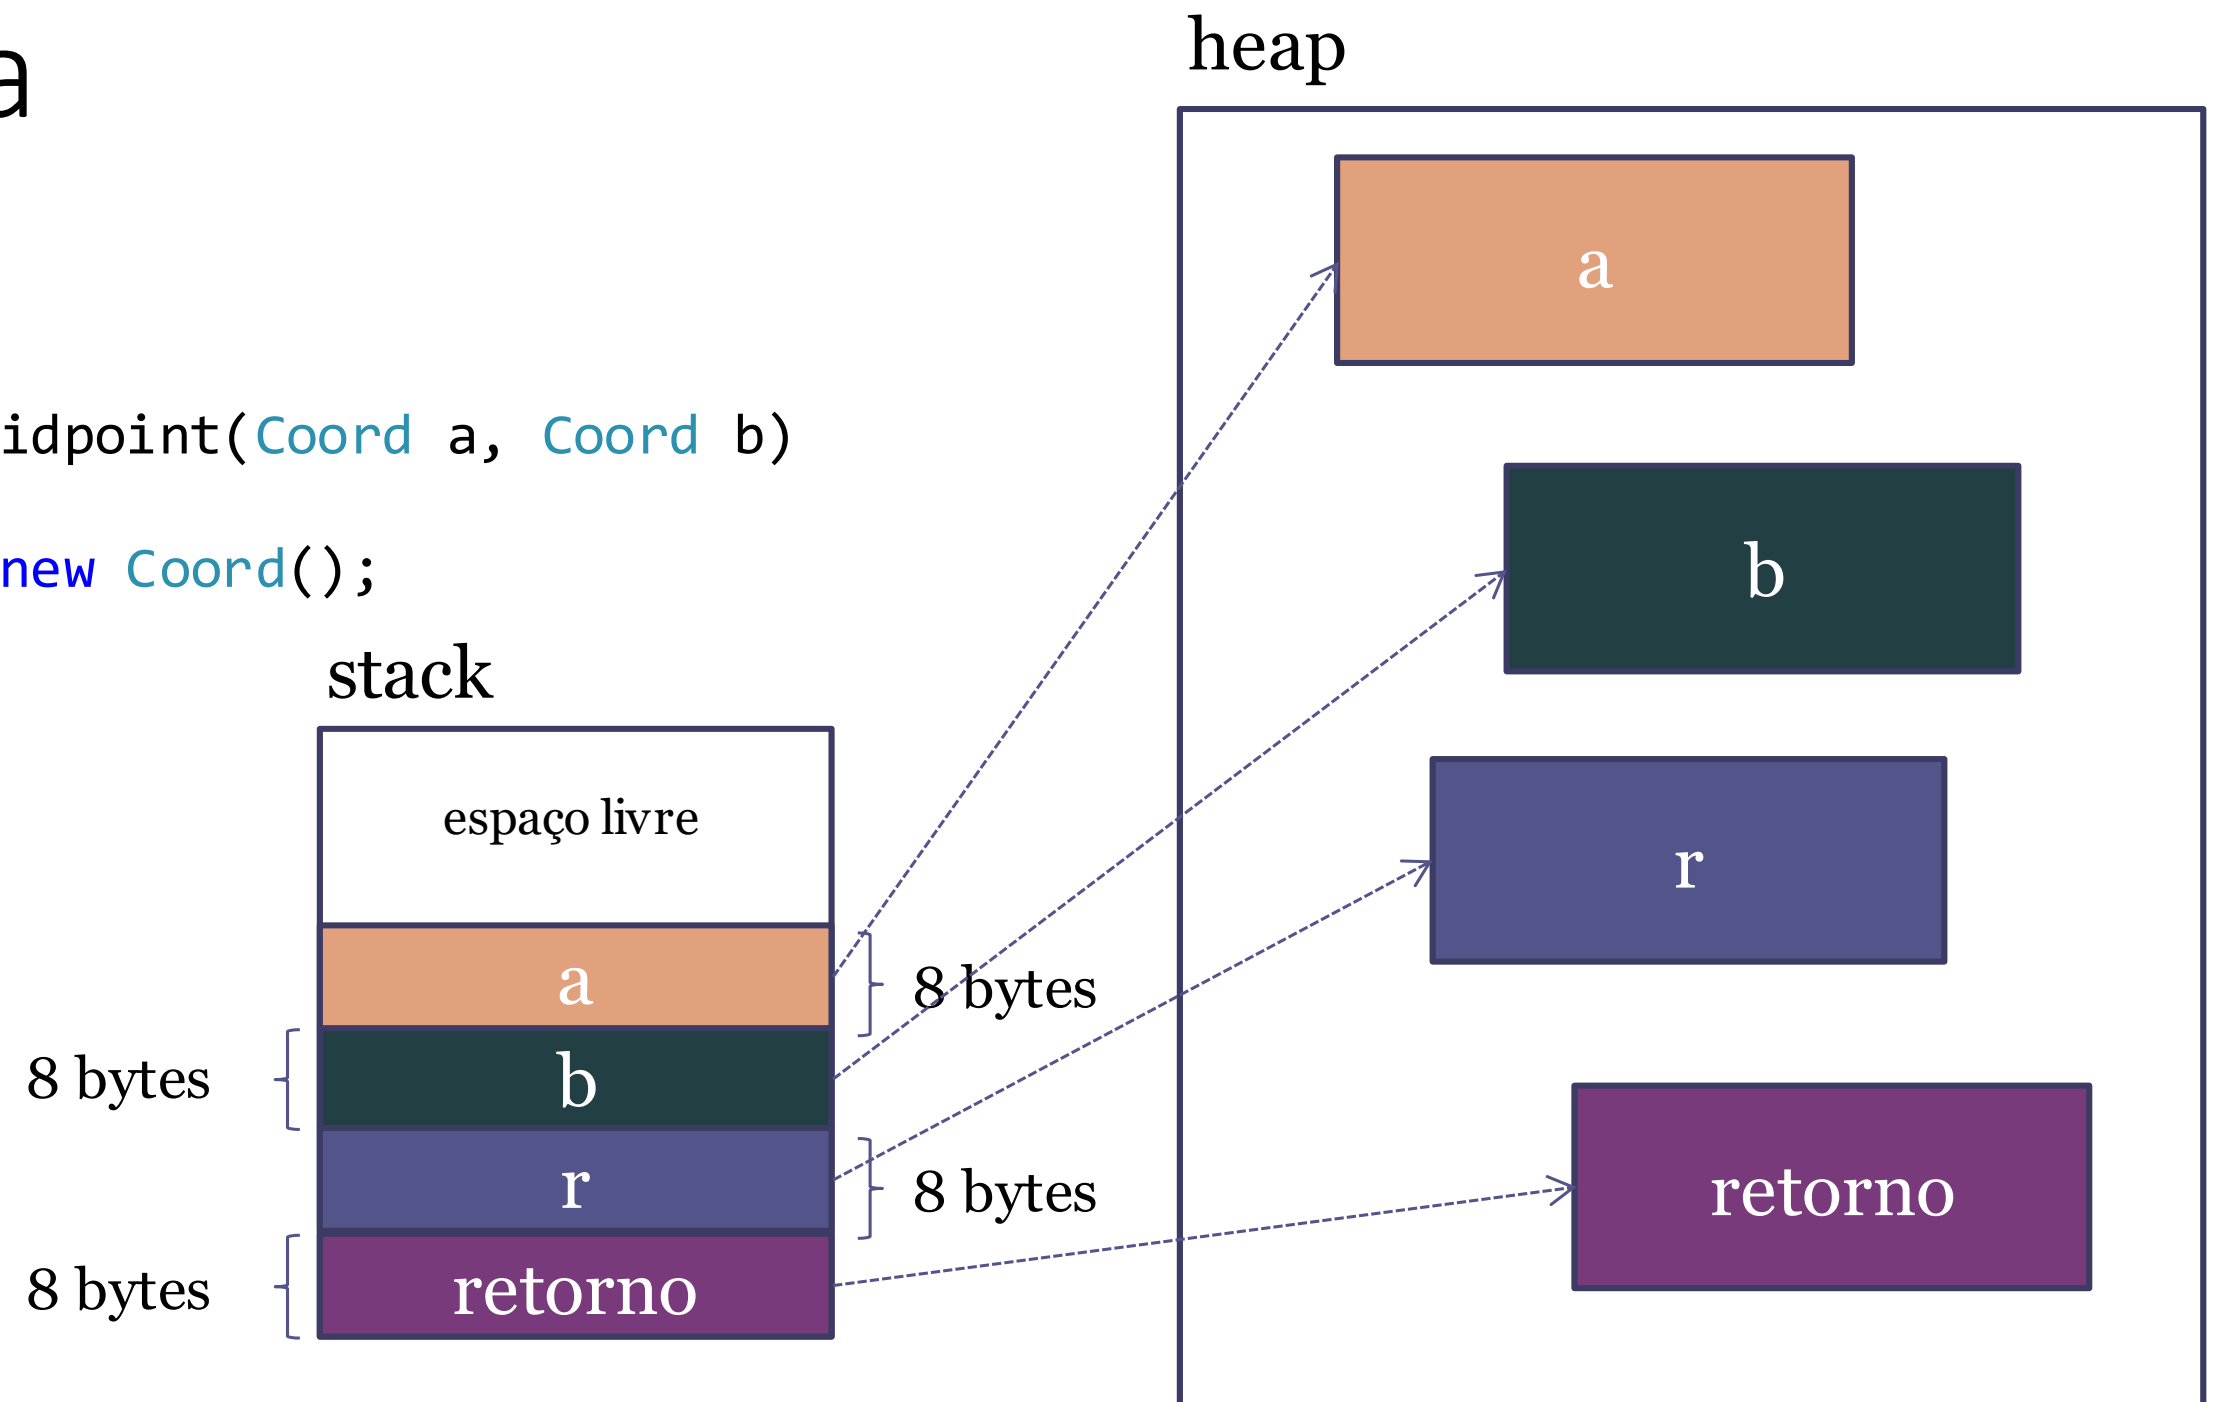 a
heap
a
idpoint(Coord a, Coord b)
b
new Coord();
stack
espaço livre
r
a
8 bytes
8 bytes
b
r
8 bytes
retorno
8 bytes
retorno